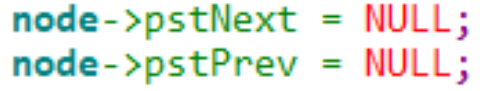 node->pstNext = NULL;
node->pstPrev = NULL;